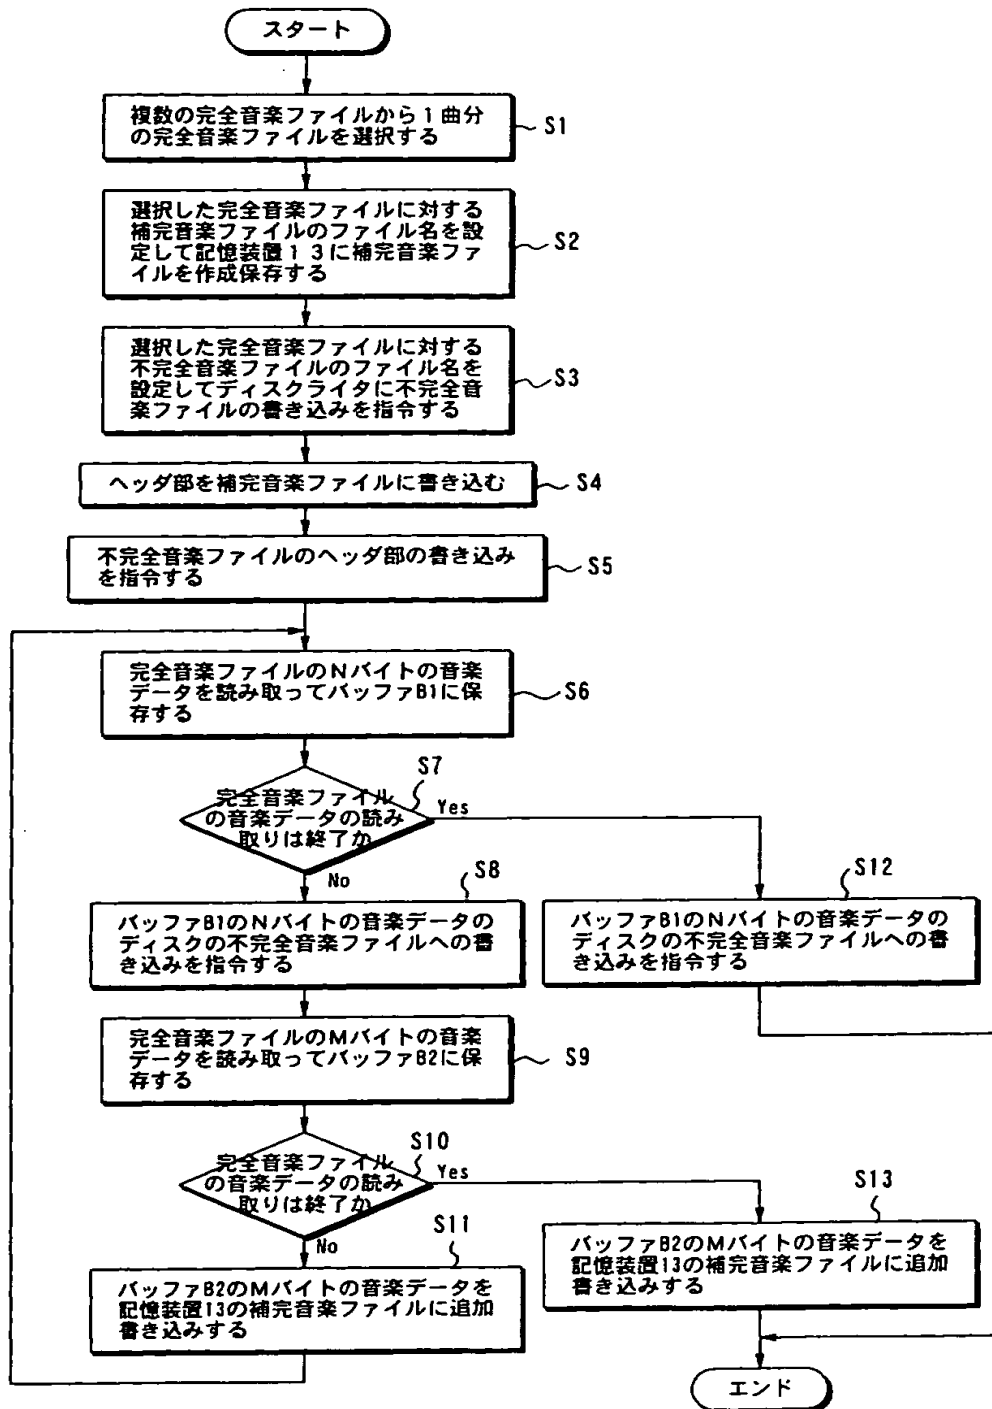 スタート
複数の完全音楽ファイルから1曲分
の完全音楽ファイルを選択する
S1
選択した完全音楽ファイルに対する
補完音楽ファイルのファイル名を設
定して記憶装置13に補完音楽ファ
イルを作成保存する
S2
選択した完全音楽ファイルに対する
不完全音楽ファイルのファイル名を
設定してディスクライタに不完全音
楽ファイルの書き込みを指令する
S3
ヘッダ部を補完音楽ファイルに書き込む
S4
不完全音楽ファイルのヘッダ部の書き込み
を指令する
S5
完全音楽ファイルのNバイトの音楽
データを読み取ってバッファB1に保
存する
S6
S7
完全音楽ファイル
の音楽データの読み
取りは終了か
Yes
No
S8
バッファB1のNバイトの音楽データの
ディスクの不完全音楽ファイルへの書
き込みを指令する
S12
バッファB1のNバイトの音楽データの
ディスクの不完全音楽ファイルへの書
き込みを指令する
完全音楽ファイルのMバイトの音楽
データを読み取ってバッファB2に保
存する
S9
S10
完全音楽ファイル
の音楽データの読み
取りは終了か
Yes
No
S11
バッファB2のMバイトの音楽データを
記憶装置13の補完音楽ファイルに追加
書き込みする
S13
バッファB2のMバイトの音楽データを
記憶装置13の補完音楽ファイルに追加
書き込みする
エンド